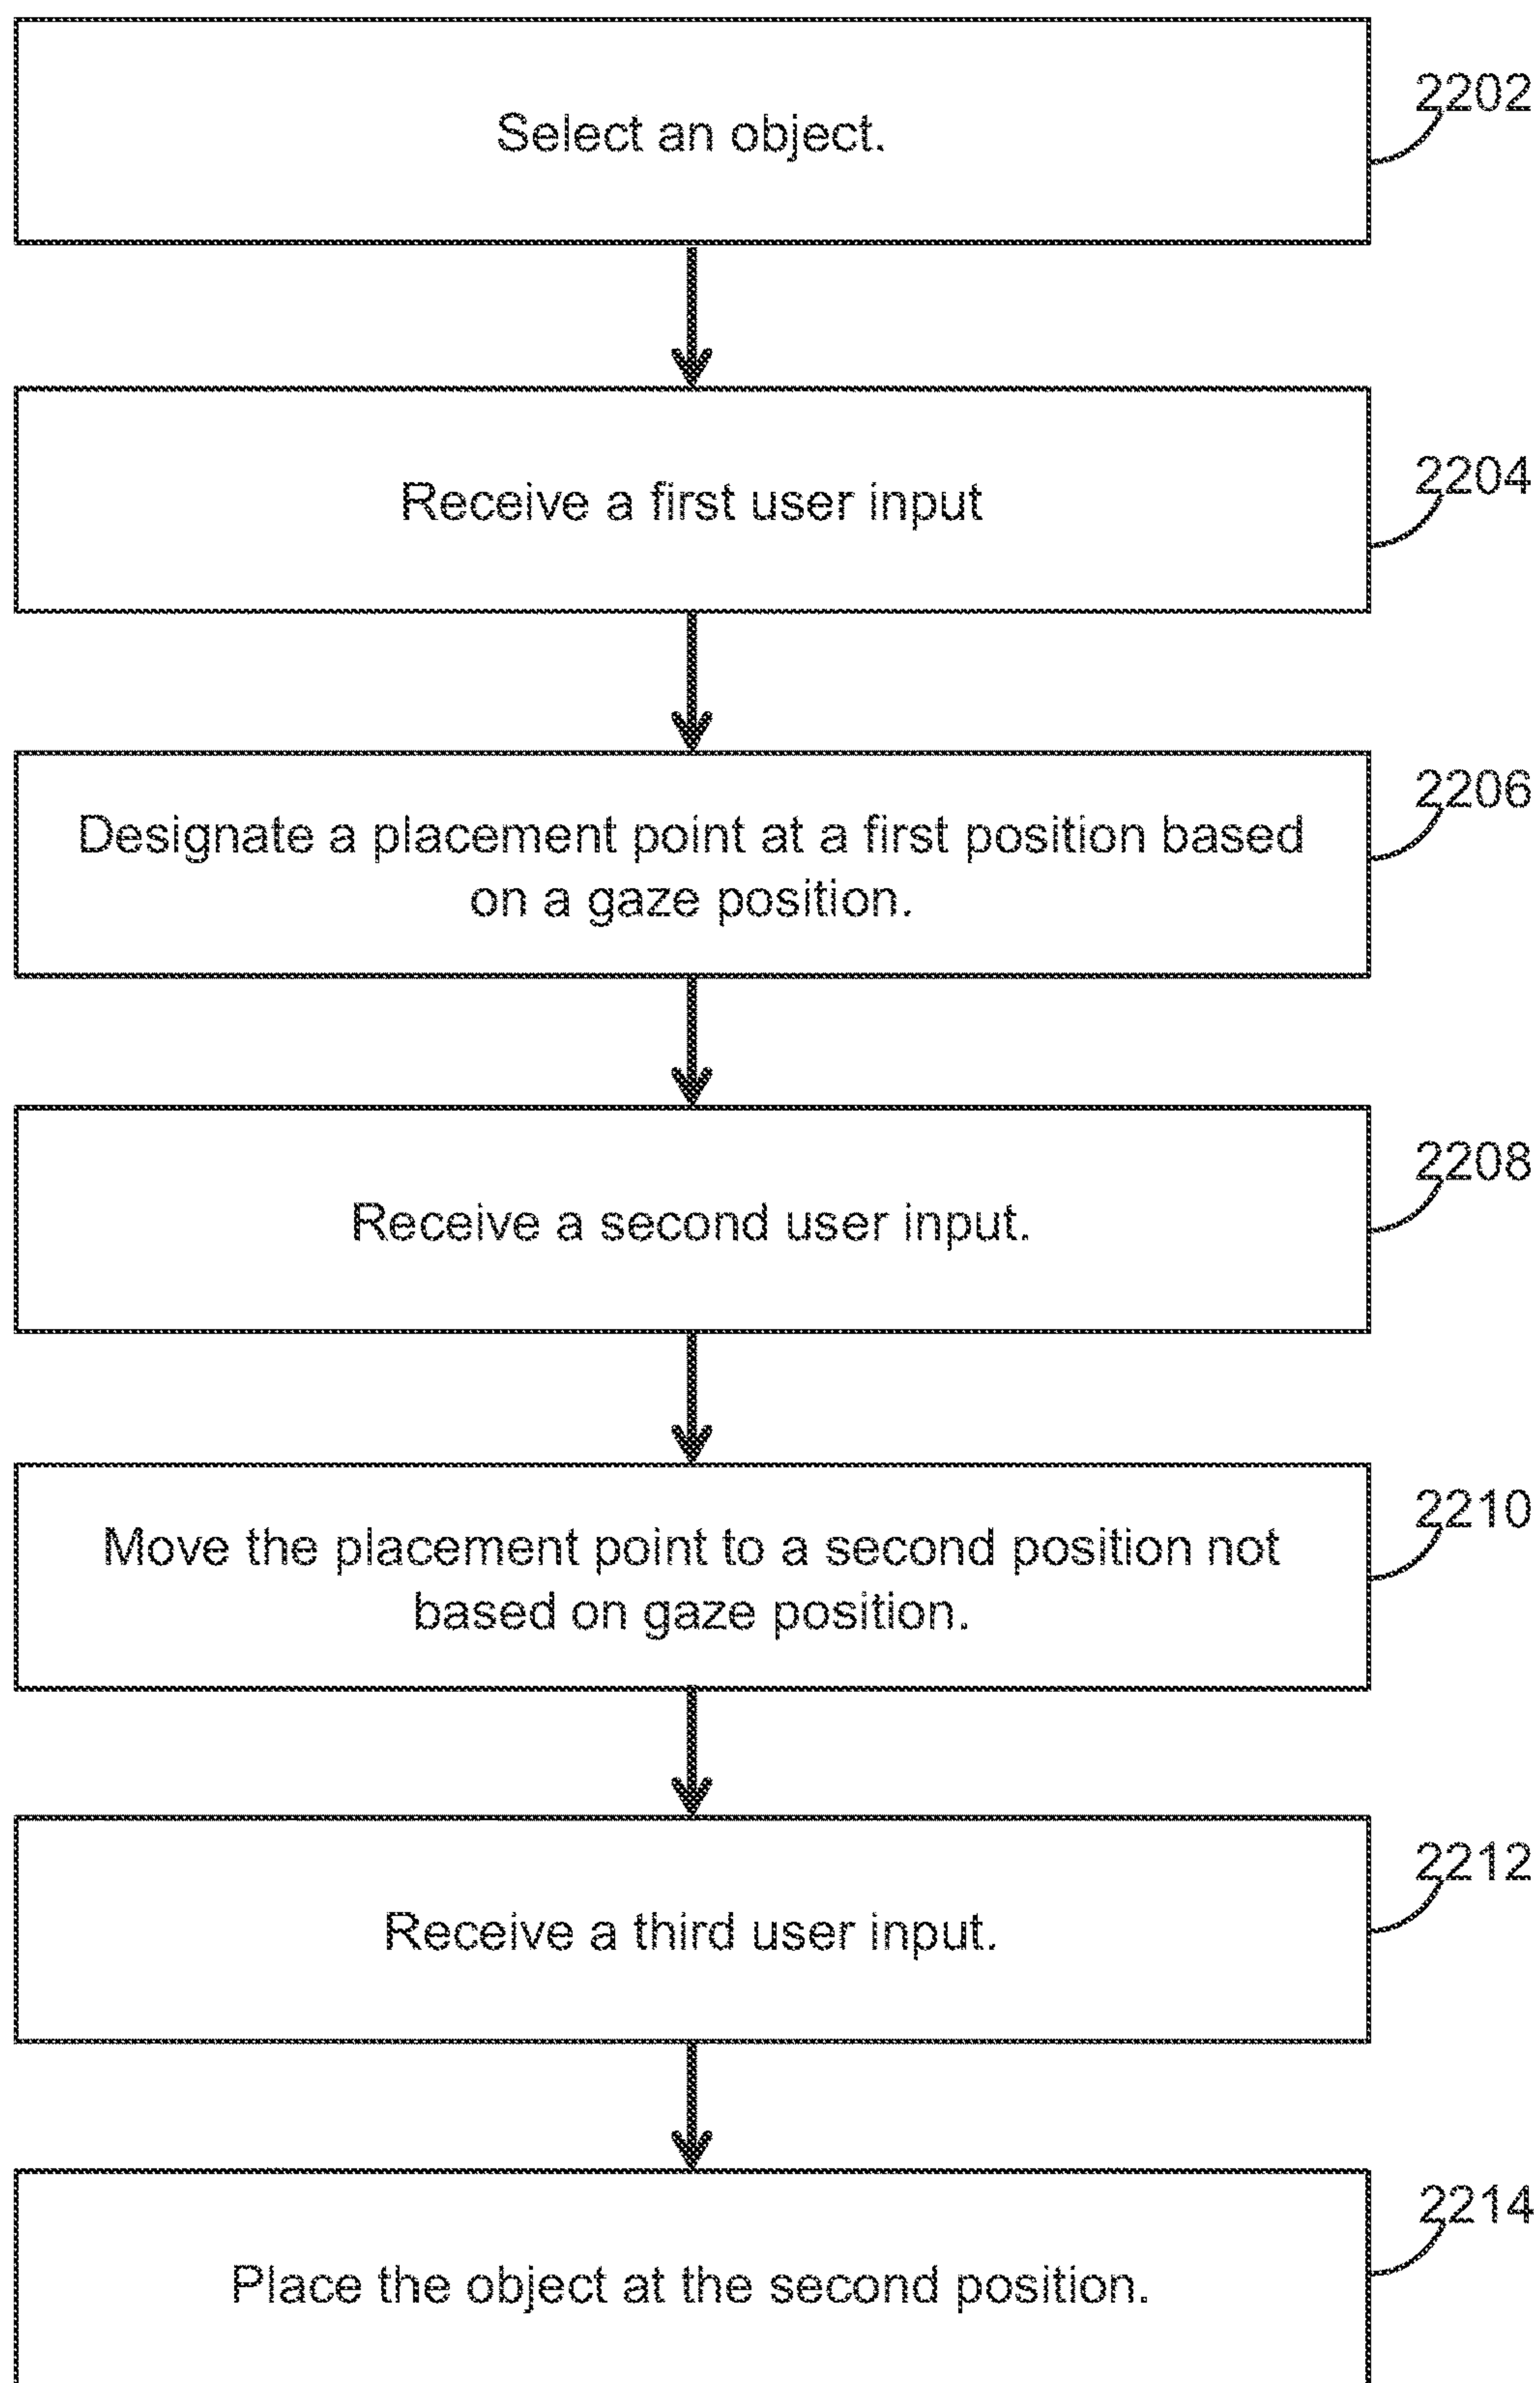 Select an object.
2202
Receive a first user input
2204
Designate a placement point at a first position based
on a gaze position.
2206
Receive a second user input.
2208
Move the placement point to a second position not
based on gaze position.
2210
Receive a third user input.
2212
Place the object at the second position.
2214